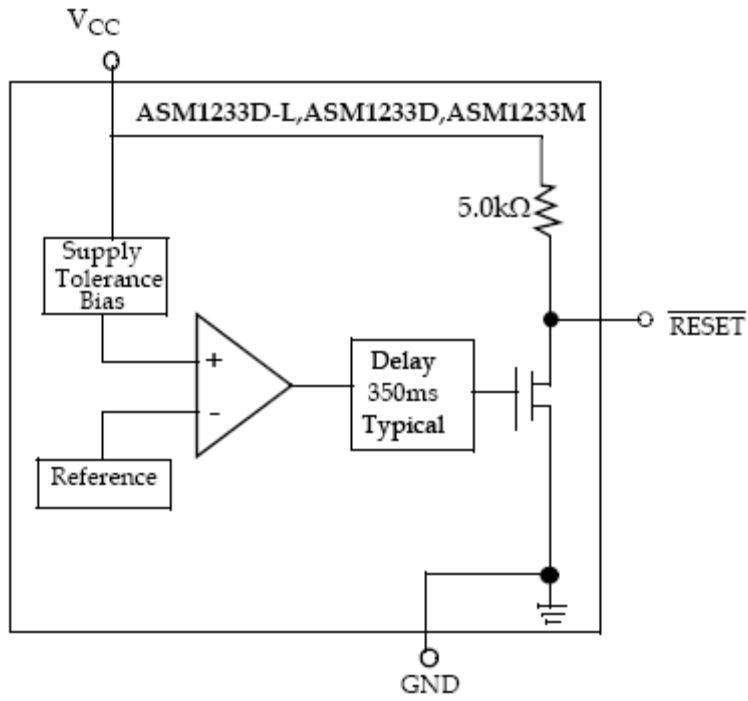 VCC
ASM1233D-L,ASM1233D,ASM1233M
5.0kΩ
Supply
Tolerance
Bias
RESET
+
Delay
350ms
Typical
-
Reference
GND